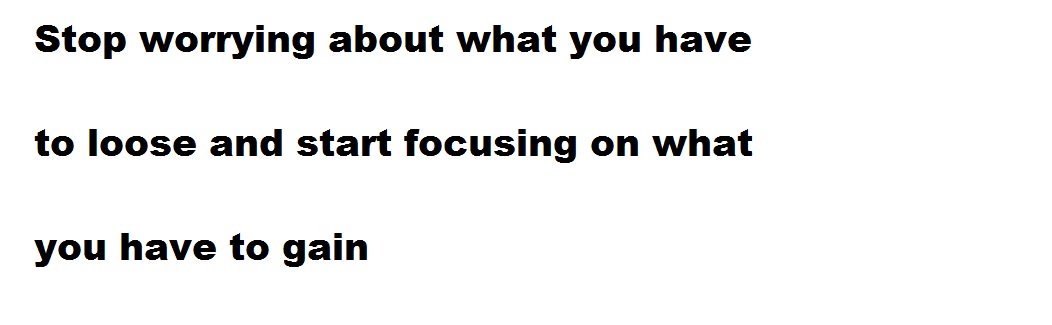 Stop worrying about what you have
to loose and start focusing on what
you have to gain